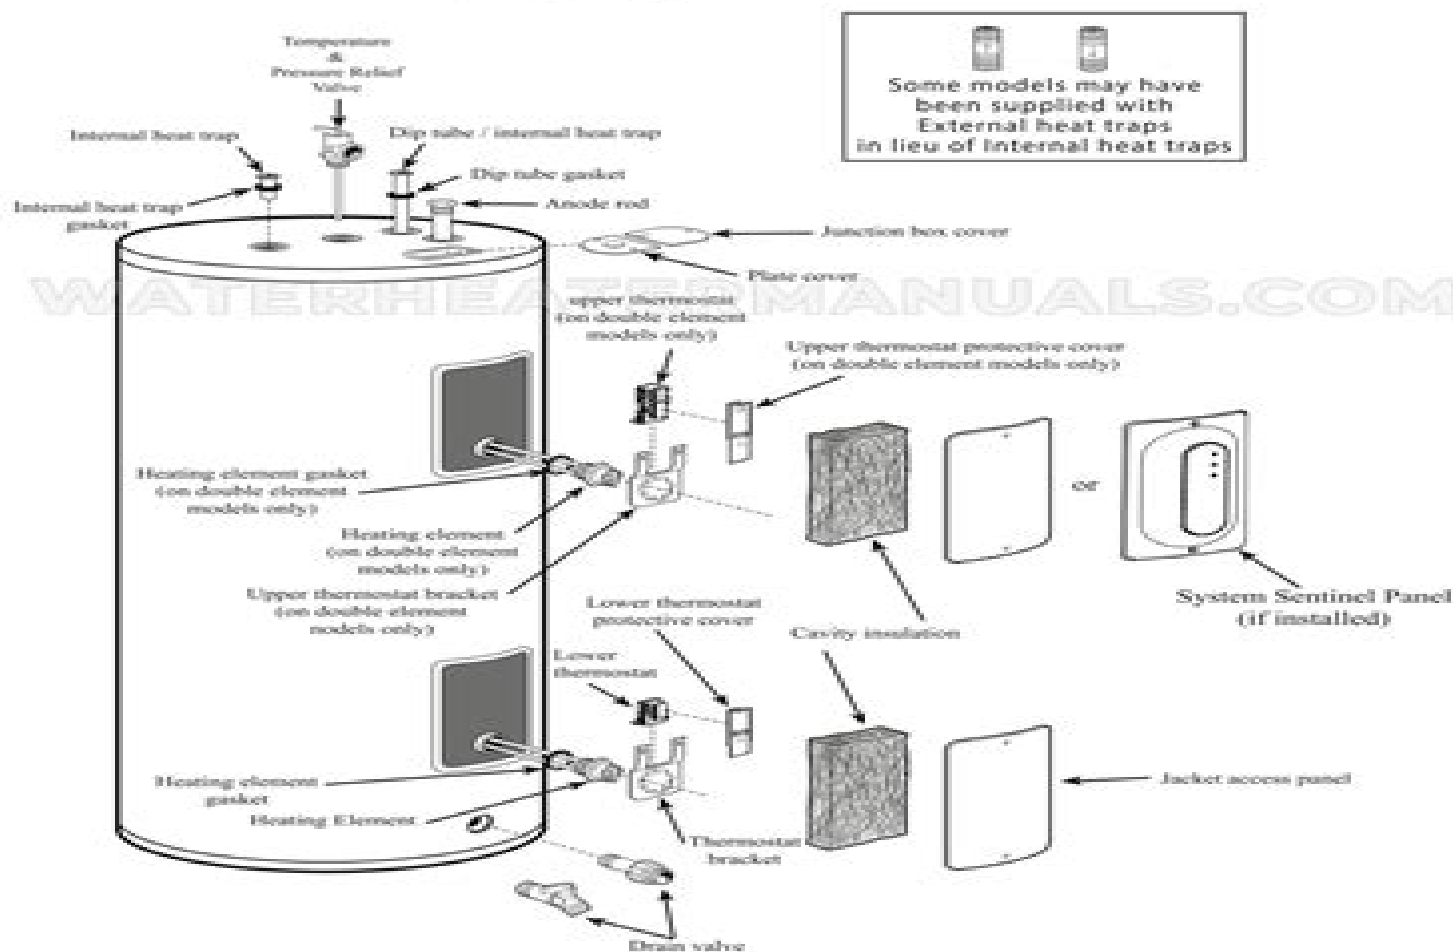 Temperature
&
Pressure Relief
Valve
Some models may have
been supplied with
External heat traps
in lieu of Internal heat traps
Internal heat trap
Dip tube / internal heat trap
Dip tube gasket
Internal heat trap
gasket
Anode rod
Junction box cover
Plate cover
WATERHEATERMANUALS.COM
upper thermostat
(on double element
models only)
Upper thermostat protective cover
(on double element models only)
Heating element gasket
(on double element
models only)
or
Heating element
(on double element
models only)
Upper thermostat bracket
(on double element
models only)
Lower thermostat
protective cover
Cavity insulation
System Sentinel Panel
(if installed)
Lower
thermostat
Heating element
gasket
Jacket access panel
Heating Element
Thermostat
bracket
Drain valve